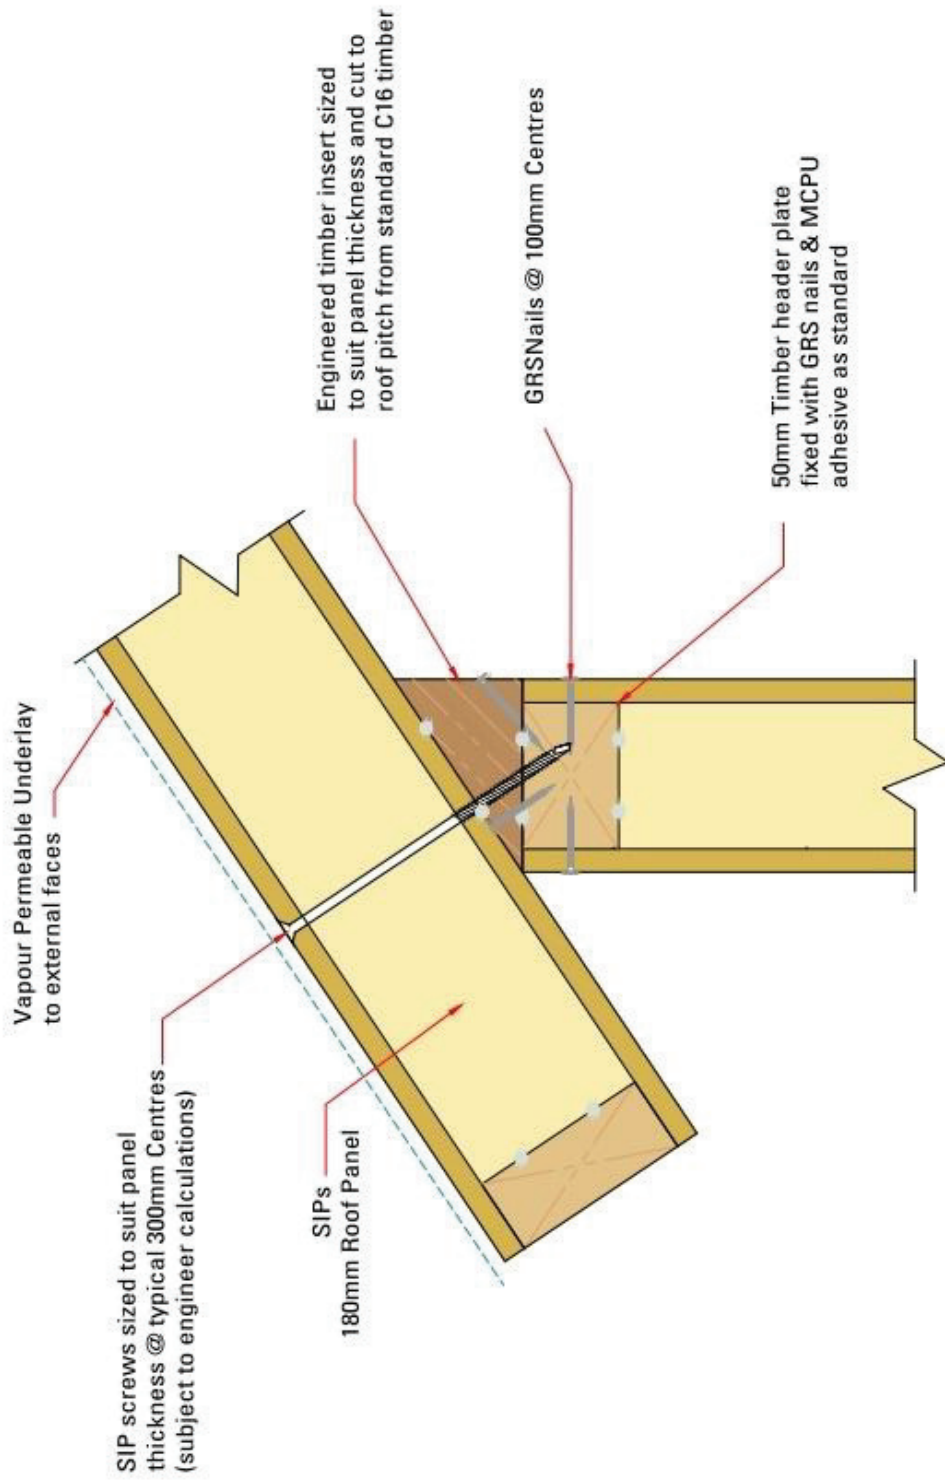 Vapour Permeable Underlay
to external faces
SIP screws sized to suit panel
thickness @ typical 300mm Centres
(subject to engineer calculations)
SIPs
180mm Roof Panel
Engineered timber insert sized
to suit panel thickness and cut to
roof pitch from standard C16 timber
GRSNails @ 100mm Centres
50mm Timber header plate
fixed with GRS nails & MCPU
adhesive as standard